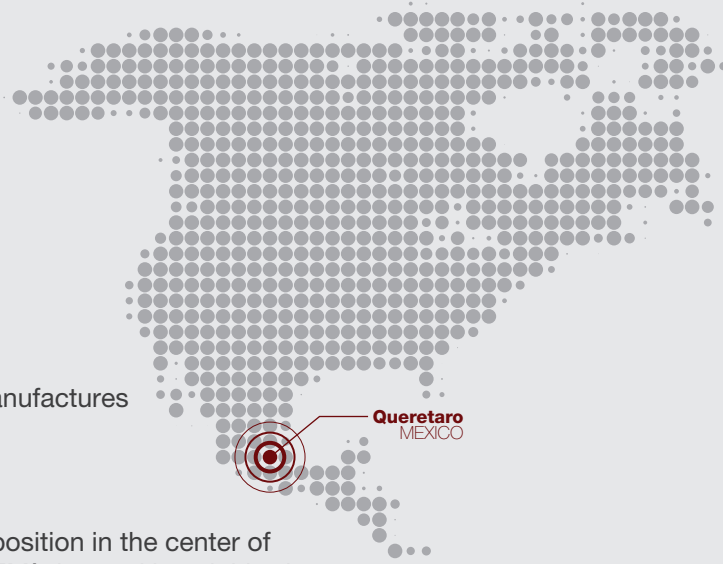 anufactures
Queretaro
MEXICO
position in the center of